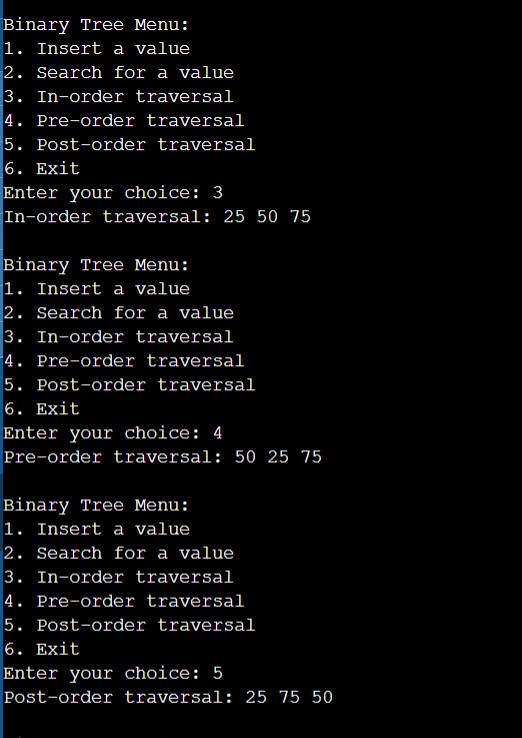 Binary Tree Menu:
1. Insert a value
2. Search for a value
3. In-order traversal
4. Pre-order traversal
5. Post-order traversal
6. Exit
Enter your choice: 3
In-order traversal: 25 50 75
Binary Tree Menu:
1. Insert a value
2. Search for a value
3. In-order traversal
4. Pre-order traversal
5. Post-order traversal
6. Exit
Enter your choice: 4
Pre-order traversal: 50 25 75
Binary Tree Menu:
1. Insert a value
2. Search for a value
3. In-order traversal
4. Pre-order traversal
5. Post-order traversal
6. Exit
Enter your choice: 5
Post-order traversal: 25 75 50